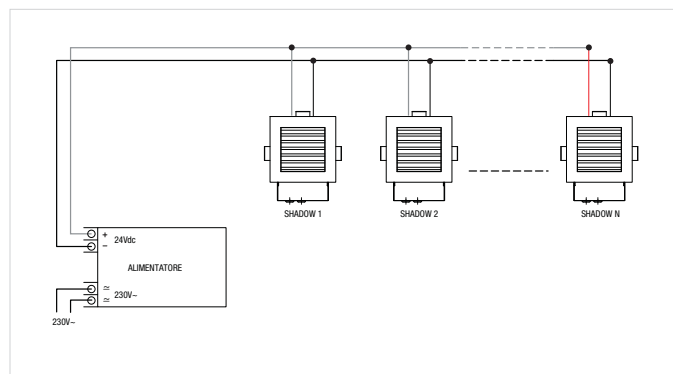 SHADOW 1
SHADOW 2
SHADOW N
+
24Vdc
−
ALIMENTATORE
≃
230V~
≃
230V~